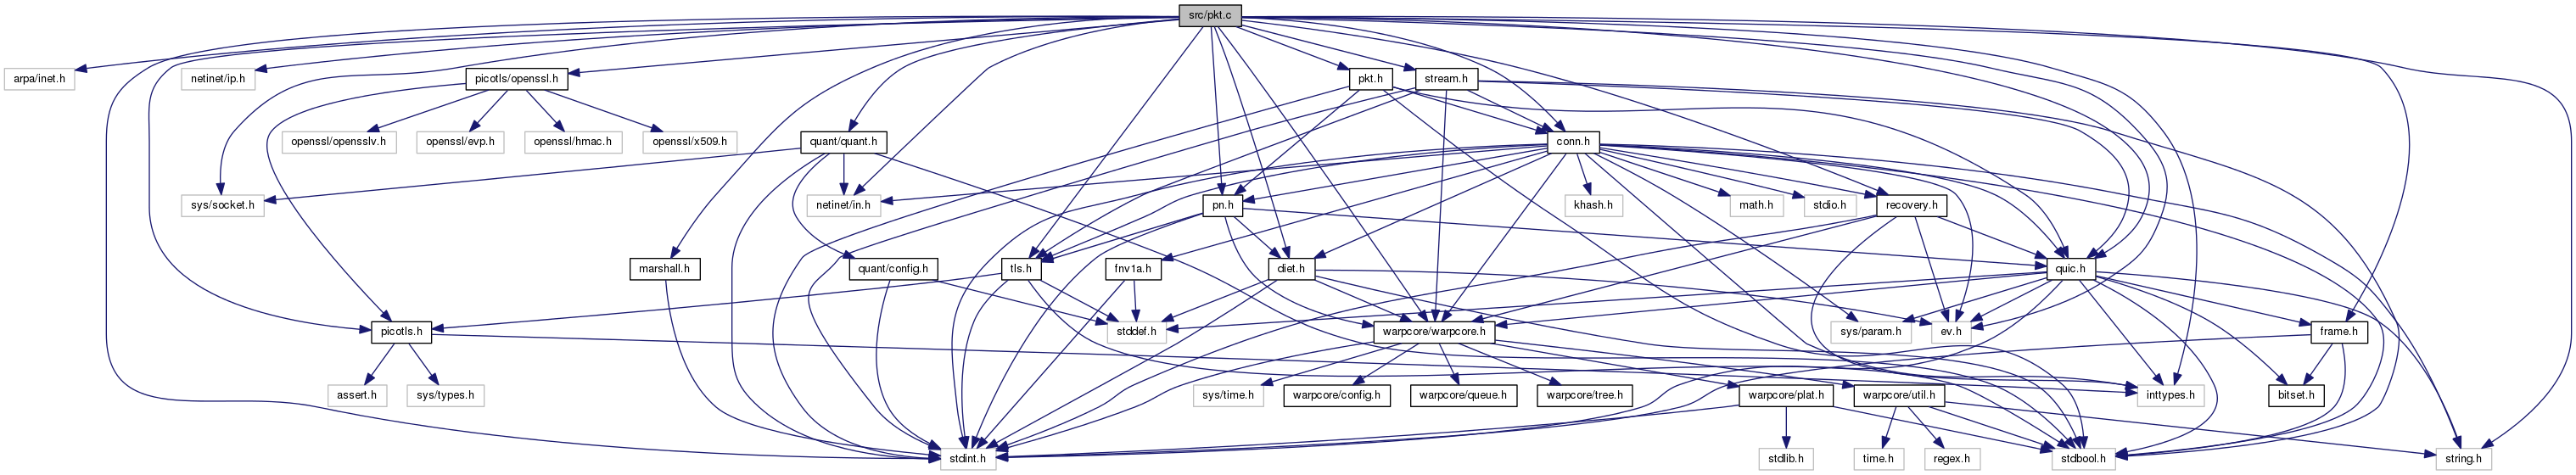 src/pkt.c
arpa/inet.h
netinet/ip.h
picotls/openssl.h
pkt.h
stream.h
openssl/opensslv.h
openssl/evp.h
openssl/hmac.h
openssl/x509.h
quant/quant.h
conn.h
sys/socket.h
netinet/in.h
pn.h
khash.h
math.h
stdio.h
recovery.h
marshall.h
quant/config.h
tls.h
fnv1a.h
diet.h
quic.h
picotls.h
stddef.h
warpcore/warpcore.h
sys/param.h
ev.h
frame.h
assert.h
sys/types.h
sys/time.h
warpcore/config.h
warpcore/queue.h
warpcore/tree.h
warpcore/plat.h
warpcore/util.h
inttypes.h
bitset.h
stdint.h
stdlib.h
time.h
regex.h
stdbool.h
string.h